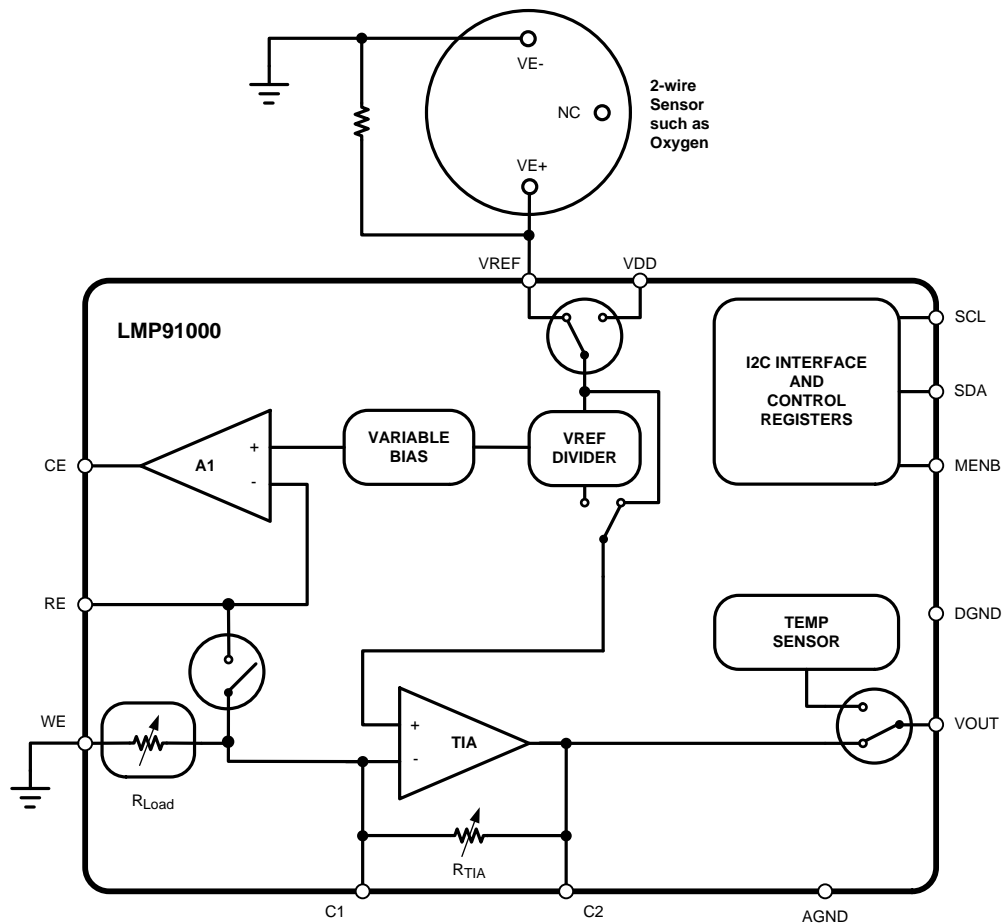 VE-
NC
2-wire
Sensor
such as
Oxygen
VE+
VREF
VDD
LMP91000
SCL
I2C INTERFACE
AND
CONTROL
REGISTERS
SDA
MENB
CE
A1
+
-
VARIABLE
BIAS
VREF
DIVIDER
RE
DGND
TEMP
SENSOR
WE
VOUT
RLoad
+
-
TIA
RTIA
C1
C2
AGND